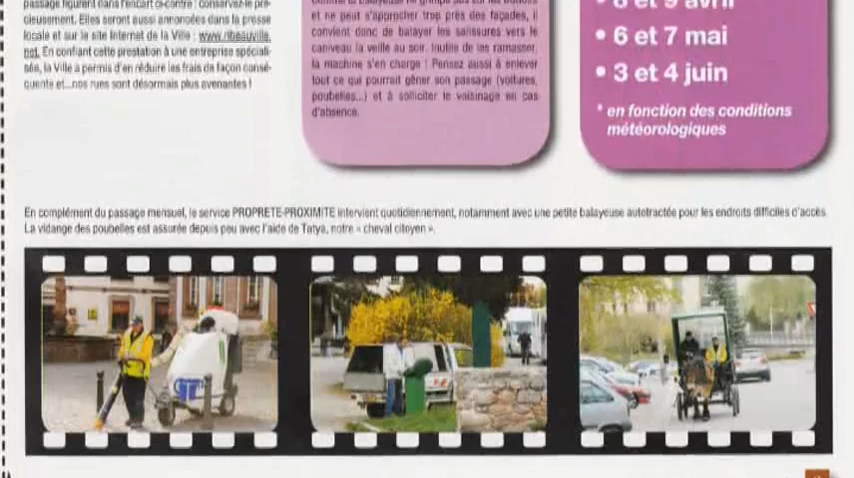 passage figurent dans l'encart ci-contre : conservez-le pré-
cieusement. Elles seront aussi annoncées dans la presse
locale et sur le site Internet de la Ville : www.ribeauville.
net. En confiant cette prestation à une entreprise spéciali-
sée, la Ville a permis d'en réduire les frais de façon consé-
quente et...nos rues sont désormais plus avenantes !
et ne peut s'approcher trop près des façades, il
convient donc de balayer les salissures vers le
caniveau la veille au soir. Inutile de les ramasser,
la machine s'en charge ! Pensez aussi à enlever
tout ce qui pourrait gêner son passage (voitures,
poubelles...) et à solliciter le voisinage en cas
d'absence.
• 8 et 9 avril
• 6 et 7 mai
• 3 et 4 juin
* en fonction des conditions
météorologiques
En complément du passage mensuel, le service PROPRETE-PROXIMITE intervient quotidiennement, notamment avec une petite balayeuse autotractée pour les endroits difficiles d'accès.
La vidange des poubelles est assurée depuis peu avec l'aide de Tatya, notre « cheval citoyen ».